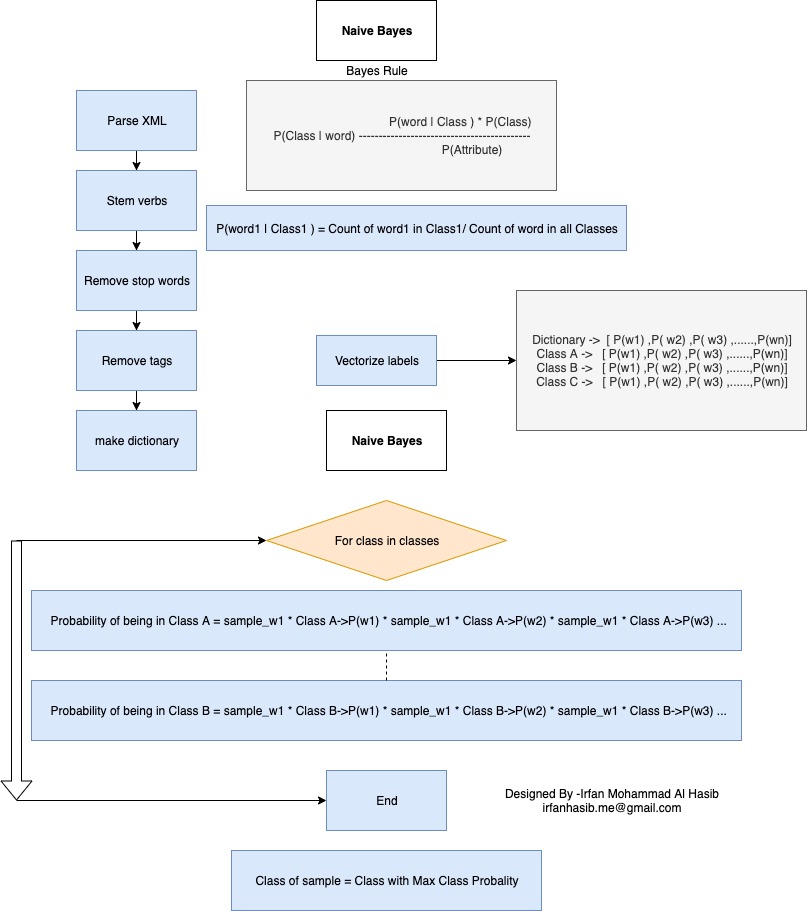 Naive Bayes
Bayes Rule
P(word | Class ) * P(Class)
P(Class | word) -------------------------------------------
P(Attribute)
Parse XML
Stem verbs
Remove stop words
Remove tags
make dictionary
P(word1 | Class1 ) = Count of word1 in Class1/ Count of word in all Classes
Vectorize labels
Dictionary -> [ P(w1) ,P( w2) ,P( w3) ,......,P(wn)]
Class A -> [ P(w1) ,P( w2) ,P( w3) ,......,P(wn)]
Class B -> [ P(w1) ,P( w2) ,P( w3) ,......,P(wn)]
Class C -> [ P(w1) ,P( w2) ,P( w3) ,......,P(wn)]
Naive Bayes
For class in classes
Probability of being in Class A = sample_w1 * Class A->P(w1) * sample_w1 * Class A->P(w2) * sample_w1 * Class A->P(w3) ...
Probability of being in Class B = sample_w1 * Class B->P(w1) * sample_w1 * Class B->P(w2) * sample_w1 * Class B->P(w3) ...
End
Designed By -Irfan Mohammad Al Hasib
irfanhasib.me@gmail.com
Class of sample = Class with Max Class Probality